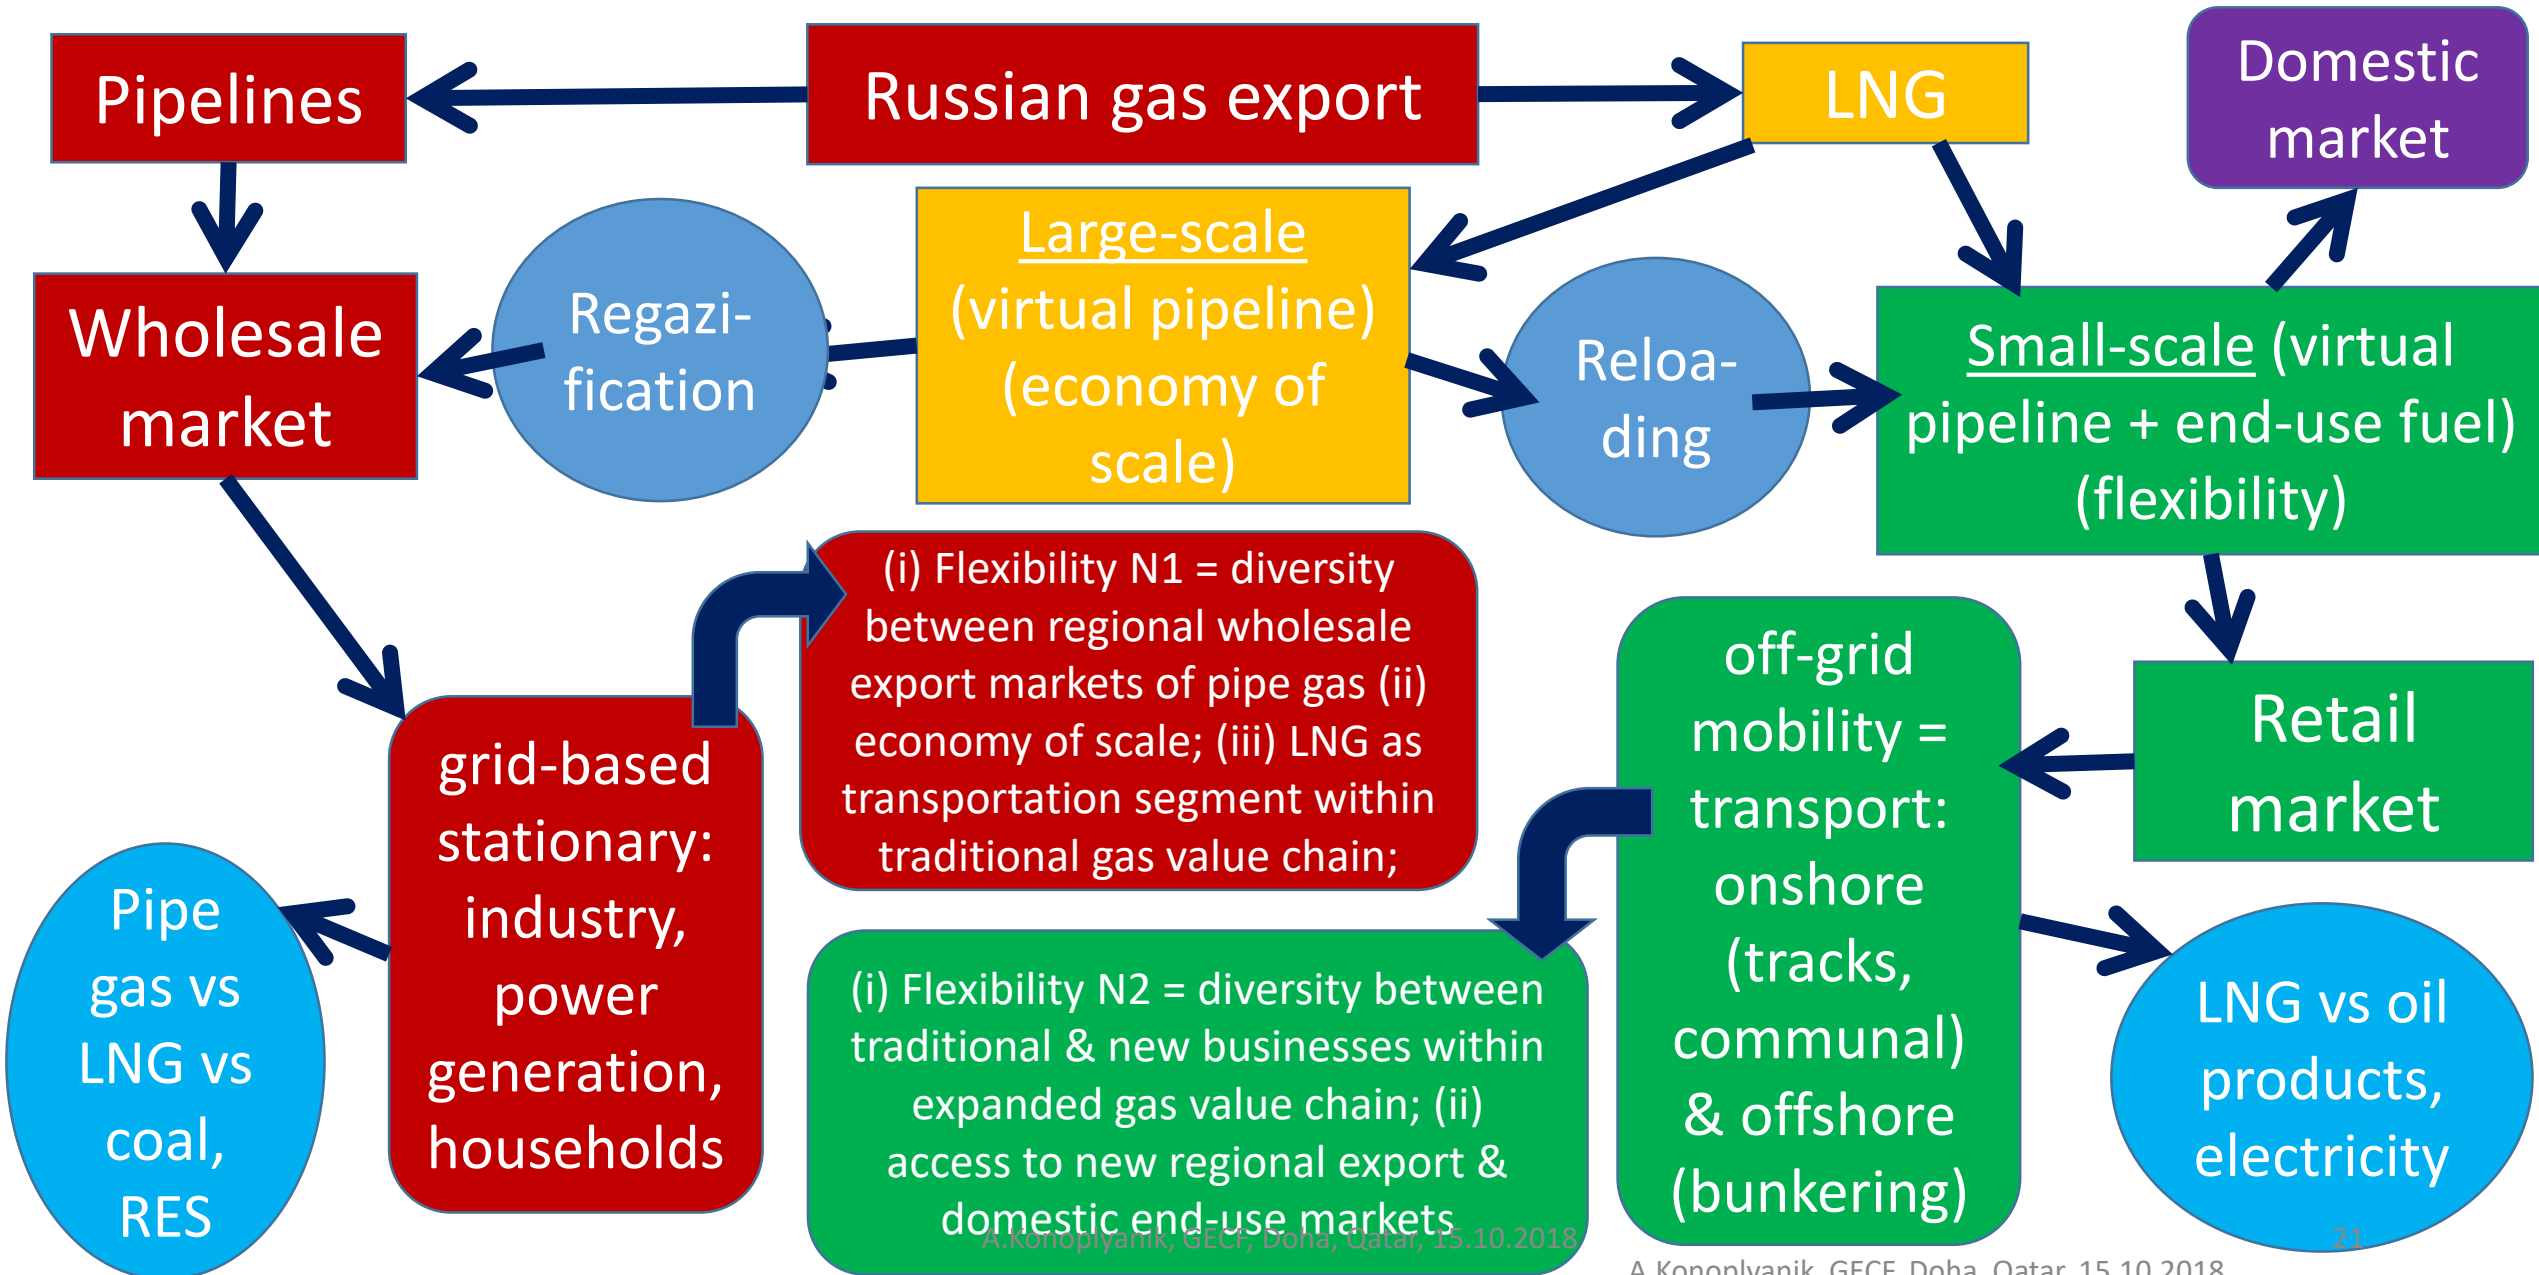 Pipelines
Russian gas export
LNG
Domestic
market
Wholesale
market
Regazi-
fication
Large-scale
(virtual pipeline)
(economy of
scale)
Reloa-
ding
Small-scale (virtual
pipeline + end-use fuel)
(flexibility)
(i) Flexibility N1 = diversity
between regional wholesale
export markets of pipe gas (ii)
economy of scale; (iii) LNG as
transportation segment within
traditional gas value chain;
off-grid
mobility =
transport:
onshore
(tracks,
communal)
& offshore
(bunkering)
Retail
market
grid-based
stationary:
industry,
power
generation,
households
Pipe
gas vs
LNG vs
coal,
RES
(i) Flexibility N2 = diversity between
traditional & new businesses within
expanded gas value chain; (ii)
access to new regional export &
domestic end-use markets
LNG vs oil
products,
electricity
A.Konoplyanik, GECF, Doha, Qatar, 15.10.2018
21
A.Konoplyanik, GECF, Doha, Qatar, 15.10.2018